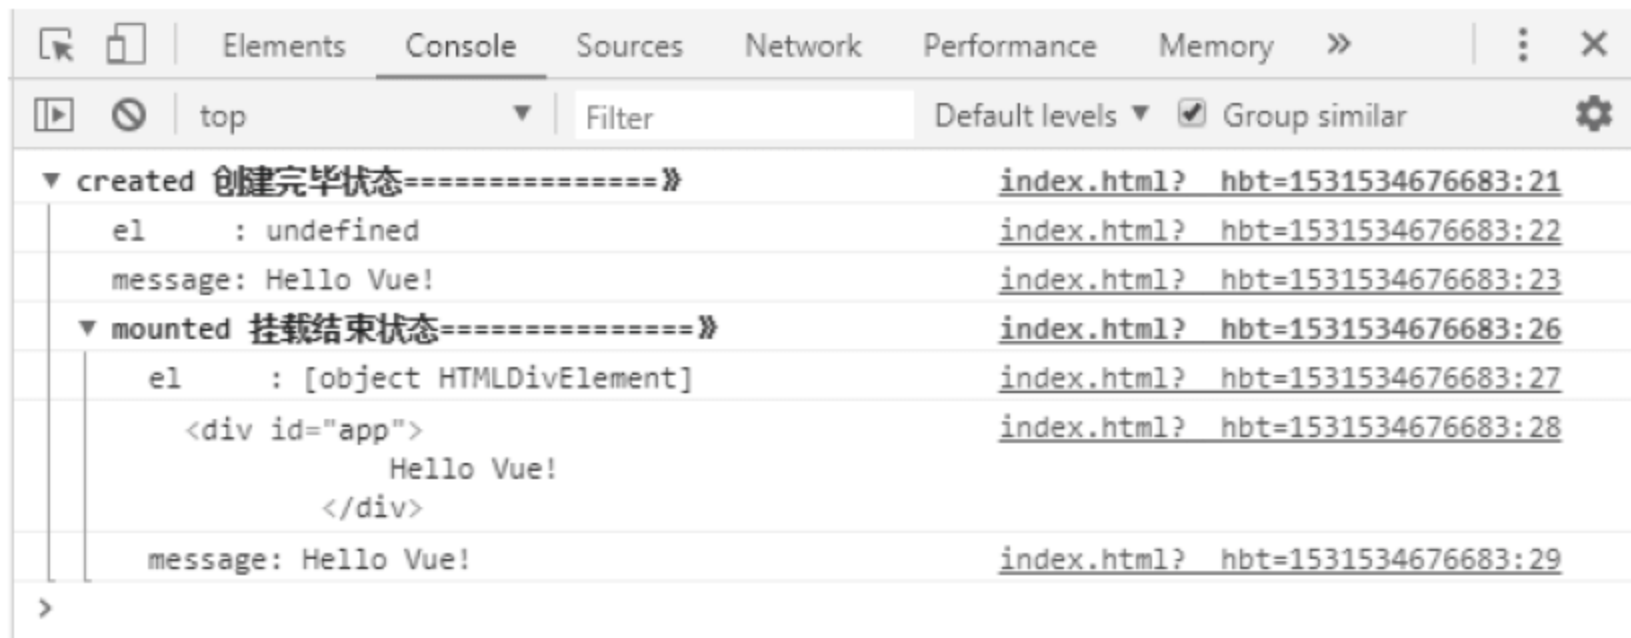 Elements Console Sources Network Performance Memory »
top Filter Default levels Group similar
created 创建完毕状态===============》 index.html?__hbt=1531534676683:21
el : undefined index.html?__hbt=1531534676683:22
message: Hello Vue! index.html?__hbt=1531534676683:23
mounted 挂载结束状态===============》 index.html?__hbt=1531534676683:26
el : [object HTMLDivElement] index.html?__hbt=1531534676683:27
<div id="app"> index.html?__hbt=1531534676683:28
Hello Vue!
</div>
message: Hello Vue! index.html?__hbt=1531534676683:29
>